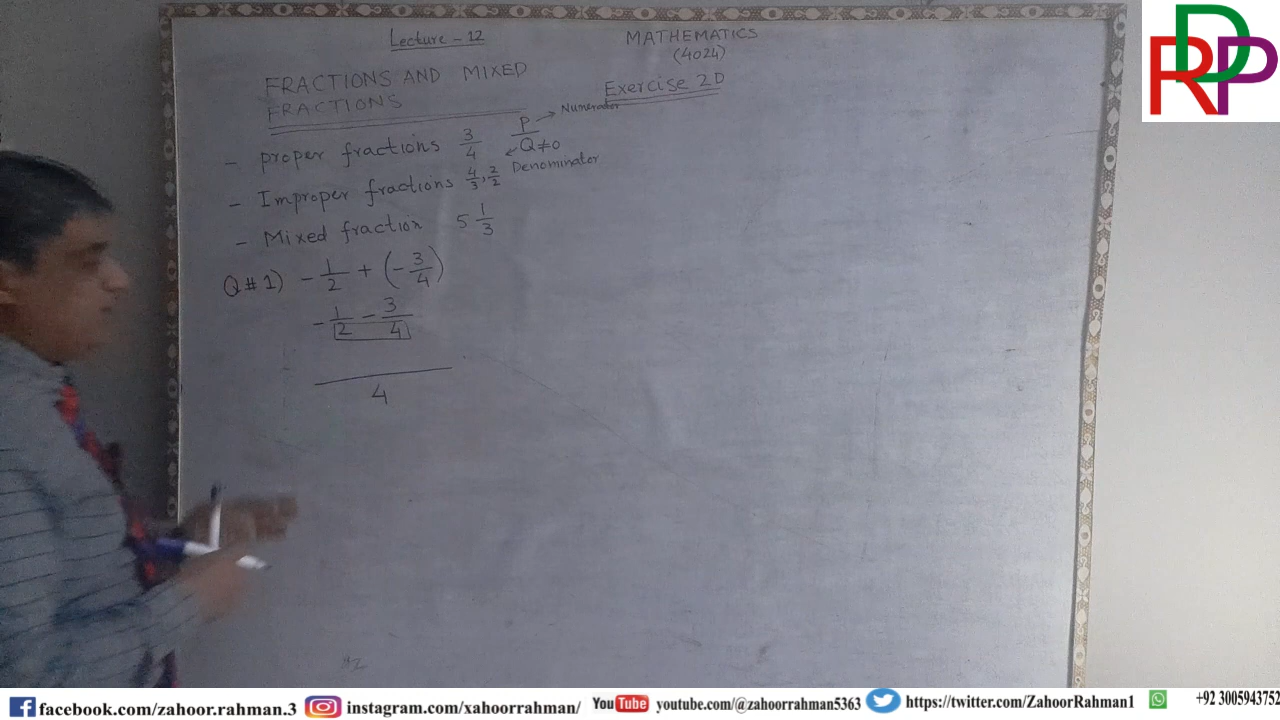 Lecture - 12
MATHEMATICS
(4024)
FRACTIONS AND MIXED
FRACTIONS
Exercise 2D
- proper fractions 3/4
P/Q≠0
Numerator
Denominator
- Improper fractions 4/3, 2/2
- Mixed fraction 5 1/3
Q#1) -1/2 + (-3/4)
-1/2 - 3/4
4
RDP
facebook.com/zahoor.rahman.3
instagram.com/xahoorrahman/
YouTube youtube.com/@zahoorrahman5363
https://twitter.com/ZahoorRahman1
+92 3005943752